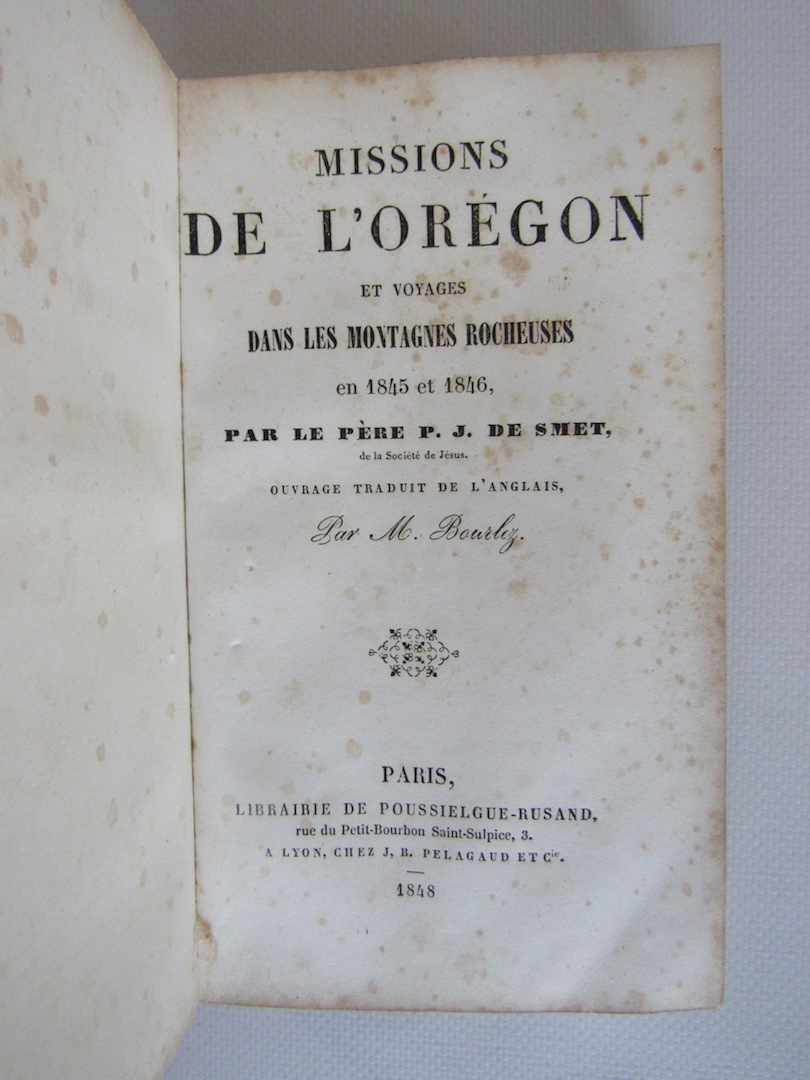 MISSIONS
DE L'ORÉGON
ET VOYAGES
DANS LES MONTAGNES ROCHEUSES
en 1845 et 1846,
PAR LE PÈRE P. J. DE SMET,
de la Société de Jésus.
OUVRAGE TRADUIT DE L'ANGLAIS,
Par M. Bourlez.
PARIS,
LIBRAIRIE DE POUSSIELGUE-RUSAND,
rue du Petit-Bourbon Saint-Sulpice, 3.
A LYON, CHEZ J, B. PELAGAUD ET Cie.
1848